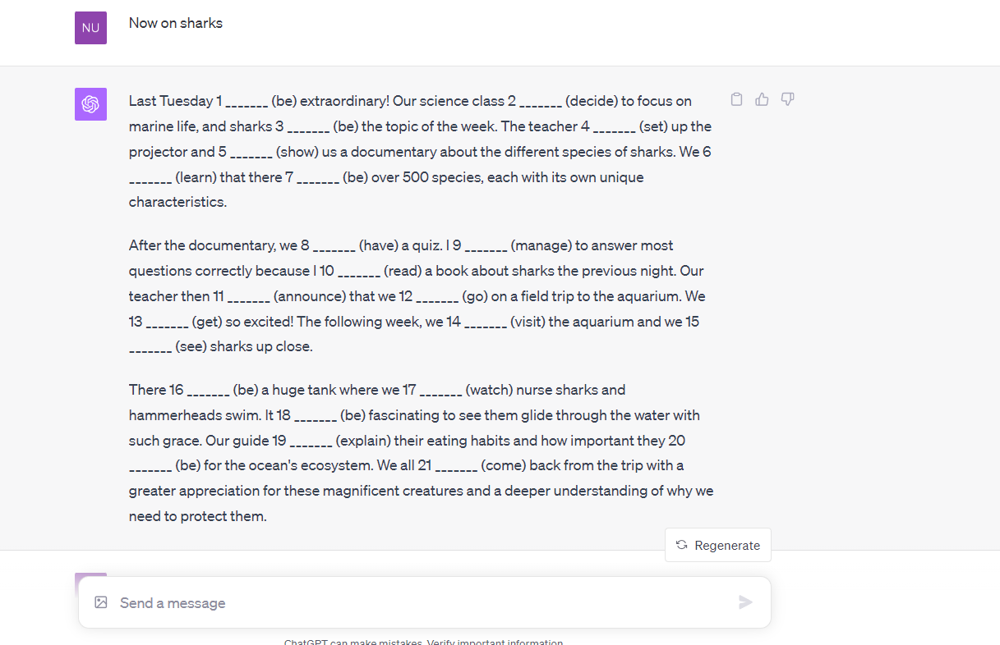 NU
Now on sharks
Last Tuesday 1 _______ (be) extraordinary! Our science class 2 _______ (decide) to focus on
marine life, and sharks 3 _______ (be) the topic of the week. The teacher 4 _______ (set) up the
projector and 5 _______ (show) us a documentary about the different species of sharks. We 6
_______ (learn) that there 7 _______ (be) over 500 species, each with its own unique
characteristics.
After the documentary, we 8 _______ (have) a quiz. I 9 _______ (manage) to answer most
questions correctly because I 10 _______ (read) a book about sharks the previous night. Our
teacher then 11 _______ (announce) that we 12 _______ (go) on a field trip to the aquarium. We
13 _______ (get) so excited! The following week, we 14 _______ (visit) the aquarium and we 15
_______ (see) sharks up close.
There 16 _______ (be) a huge tank where we 17 _______ (watch) nurse sharks and
hammerheads swim. It 18 _______ (be) fascinating to see them glide through the water with
such grace. Our guide 19 _______ (explain) their eating habits and how important they 20
_______ (be) for the ocean's ecosystem. We all 21 _______ (come) back from the trip with a
greater appreciation for these magnificent creatures and a deeper understanding of why we
need to protect them.
Regenerate
Send a message
ChatGPT can make mistakes. Verify important information.